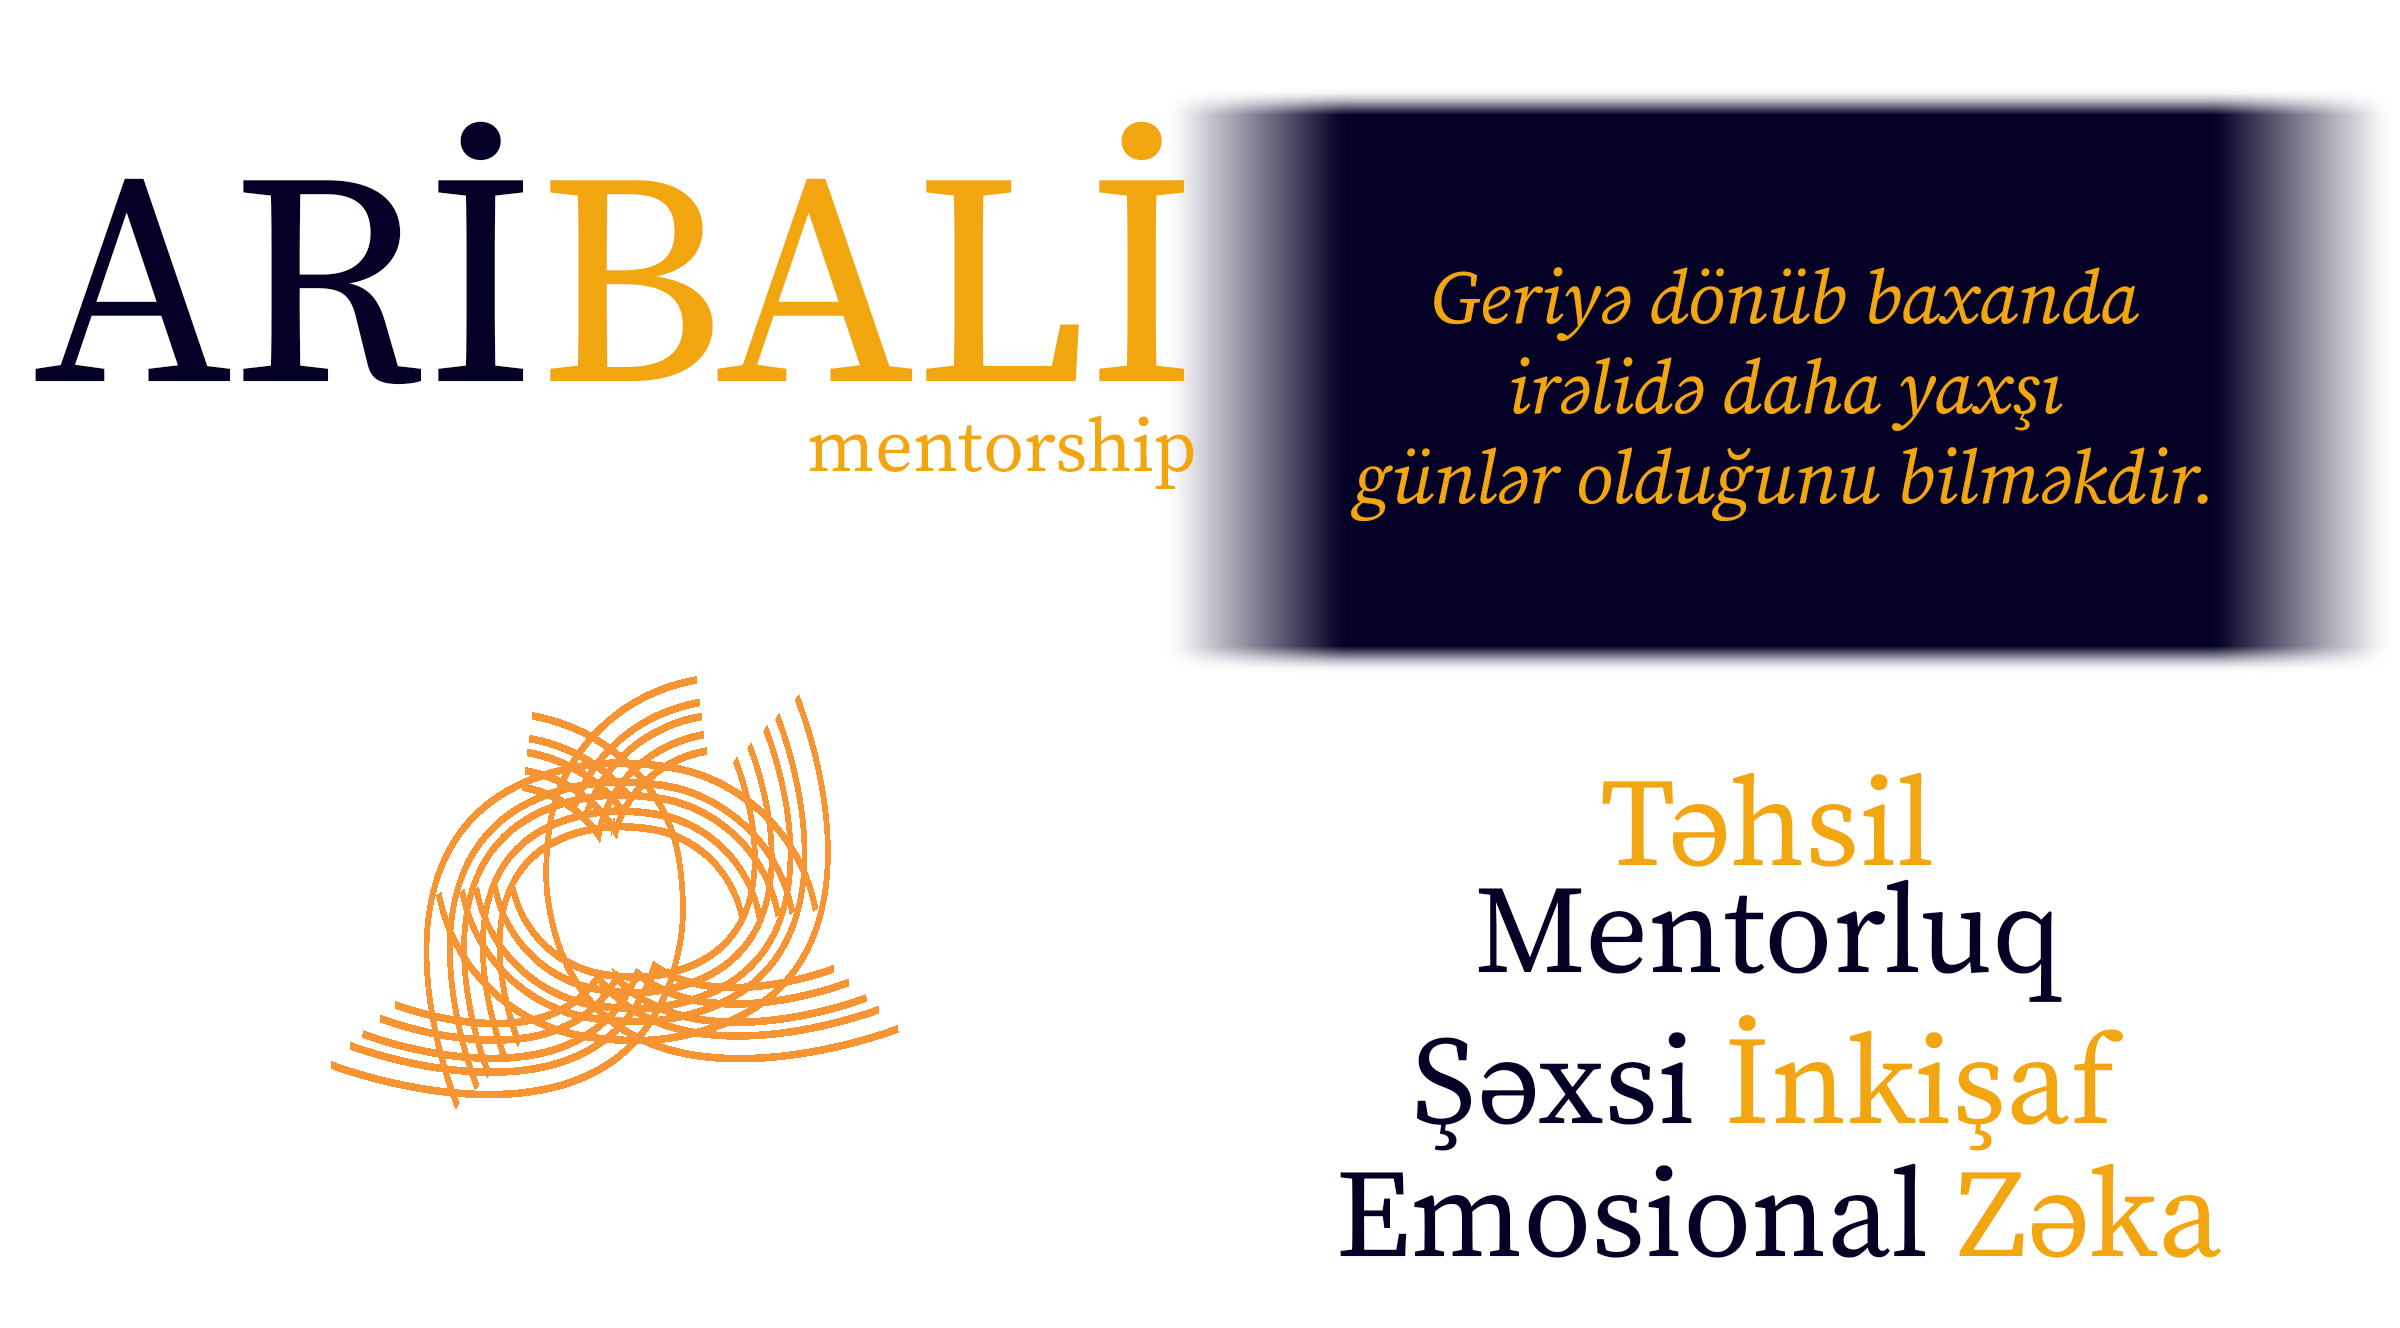 ARİBALİ
mentorship
Geriyə dönüb baxanda
irəlidə daha yaxşı
günlər olduğunu bilməkdir.
Təhsil
Mentorluq
Şəxsi İnkişaf
Emosional Zəka